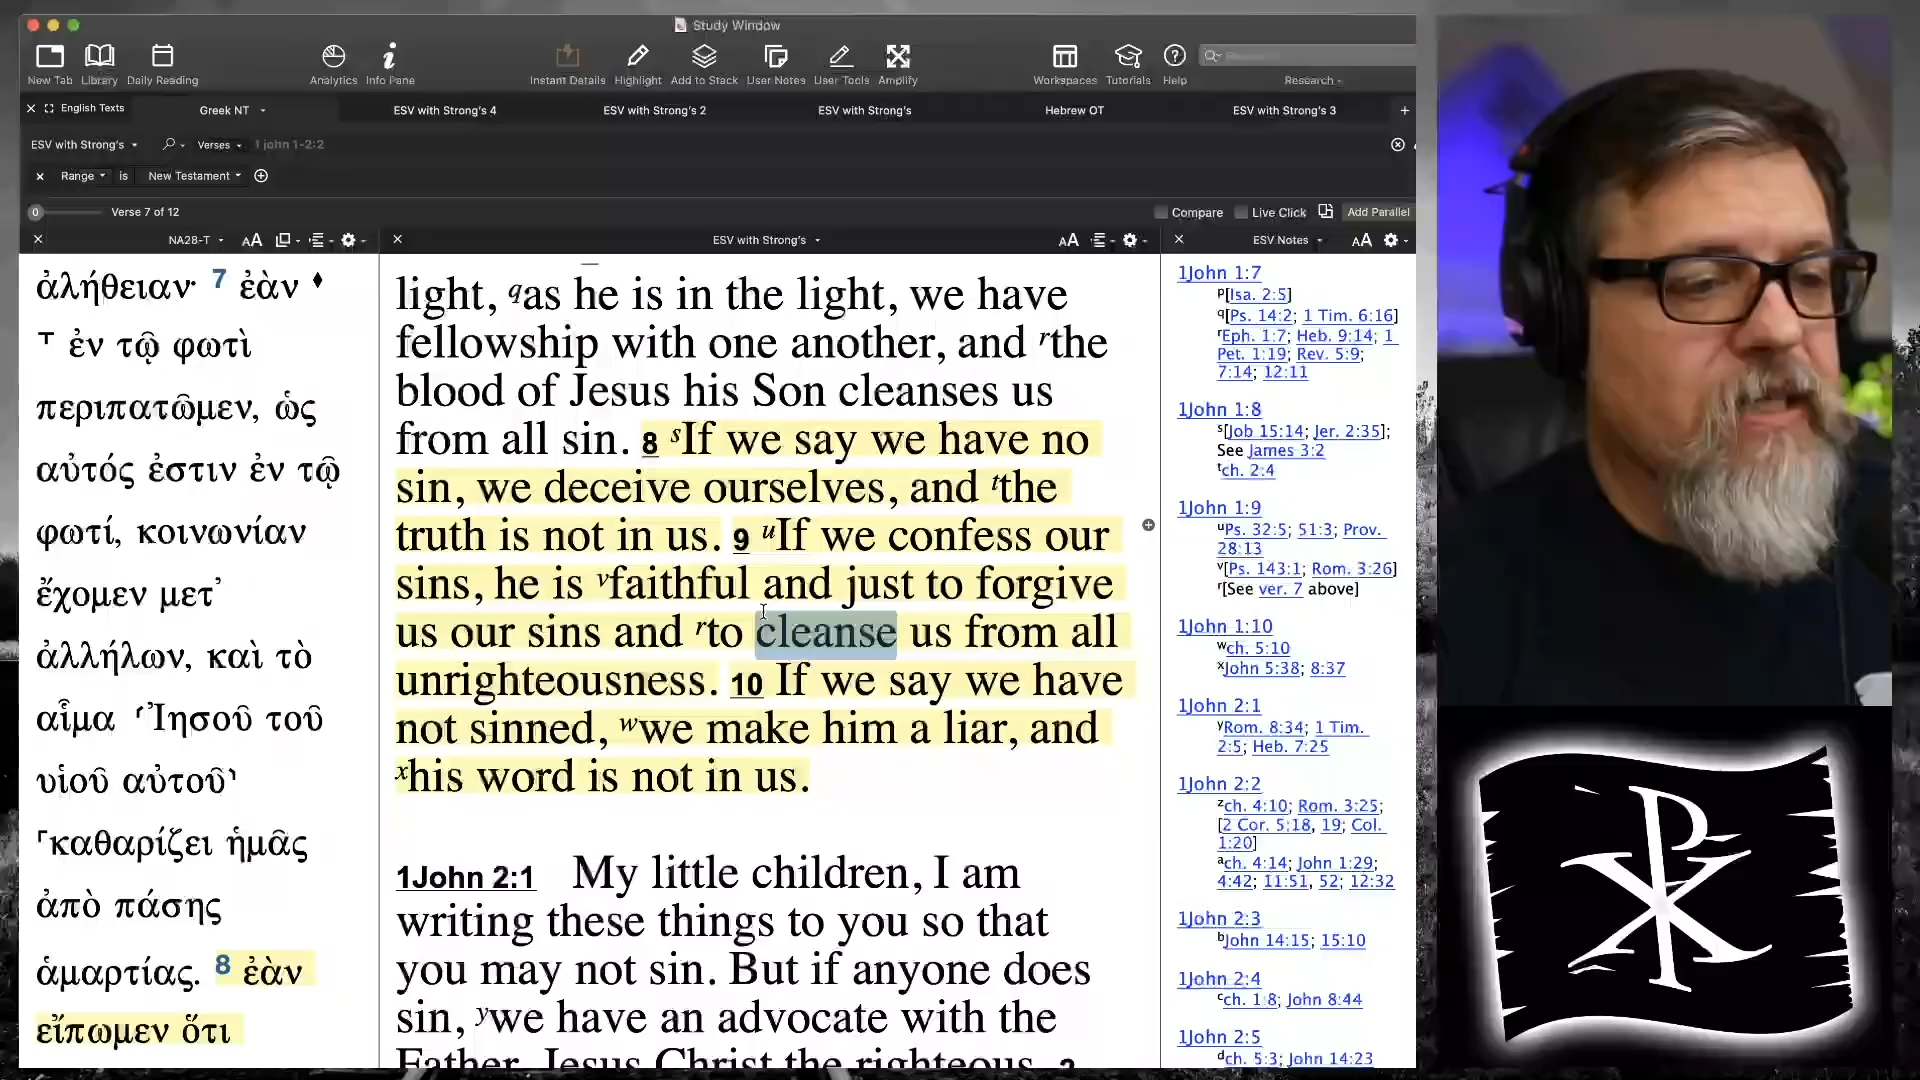 Study Window
New Tab Library Daily Reading Analytics Info Pane Instant Details Highlight Add to Stack User Notes User Tools Amplify Workspaces Tutorials Help Research
English Texts Greek NT ESV with Strong's 4 ESV with Strong's 2 ESV with Strong's Hebrew OT ESV with Strong's 3
ESV with Strong's Verses 1 john 1-2:2
Range is New Testament
0 Verse 7 of 12 Compare Live Click Add Parallel
NA28-T
ἀλήθειαν· 7 ἐὰν ♦
⸆ ἐν τῷ φωτὶ
περιπατῶμεν, ὡς
αὐτός ἐστιν ἐν τῷ
φωτί, κοινωνίαν
ἔχομεν μετ᾽
ἀλλήλων, καὶ τὸ
αἷμα ⸂Ἰησοῦ τοῦ
υἱοῦ αὐτοῦ⸃
⸀καθαρίζει ἡμᾶς
ἀπὸ πάσης
ἁμαρτίας. 8 ἐὰν
εἴπωμεν ὅτι
ESV with Strong's
light, qas he is in the light, we have
fellowship with one another, and rthe
blood of Jesus his Son cleanses us
from all sin. 8 sIf we say we have no
sin, we deceive ourselves, and tthe
truth is not in us. 9 uIf we confess our
sins, he is vfaithful and just to forgive
us our sins and rto cleanse us from all
unrighteousness. 10 If we say we have
not sinned, wwe make him a liar, and
xhis word is not in us.
1John 2:1 My little children, I am
writing these things to you so that
you may not sin. But if anyone does
sin, ywe have an advocate with the
Father, Jesus Christ the righteous. 2
ESV Notes
1John 1:7
p[Isa. 2:5]
q[Ps. 14:2; 1 Tim. 6:16]
rEph. 1:7; Heb. 9:14; 1
Pet. 1:19; Rev. 5:9;
7:14; 12:11
1John 1:8
s[Job 15:14; Jer. 2:35];
See James 3:2
tch. 2:4
1John 1:9
uPs. 32:5; 51:3; Prov.
28:13
v[Ps. 143:1; Rom. 3:26]
r[See ver. 7 above]
1John 1:10
wch. 5:10
xJohn 5:38; 8:37
1John 2:1
yRom. 8:34; 1 Tim.
2:5; Heb. 7:25
1John 2:2
zch. 4:10; Rom. 3:25;
[2 Cor. 5:18, 19; Col.
1:20]
ach. 4:14; John 1:29;
4:42; 11:51, 52; 12:32
1John 2:3
bJohn 14:15; 15:10
1John 2:4
cch. 1:8; John 8:44
1John 2:5
dch. 5:3; John 14:23